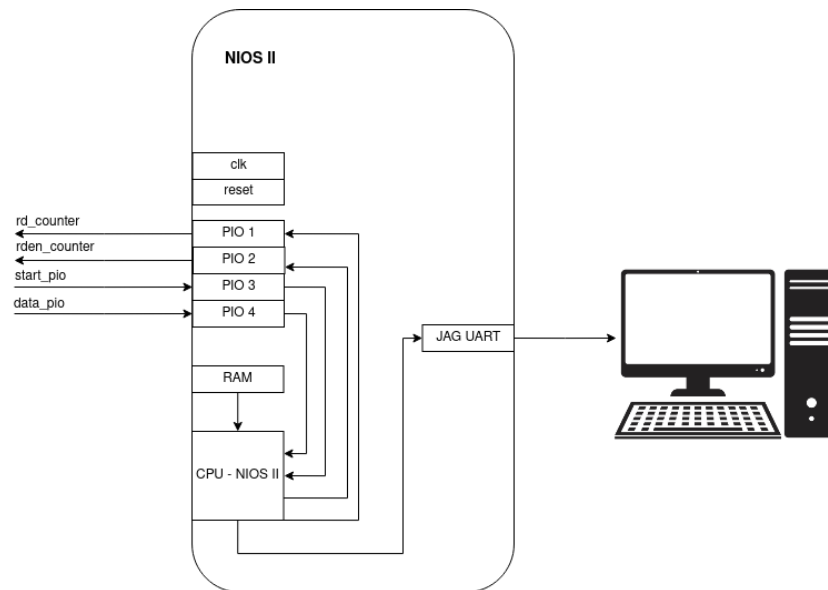 NIOS II
clk
reset
rd_counter
PIO 1
rden_counter
PIO 2
start_pio
PIO 3
data_pio
PIO 4
JAG UART
RAM
CPU - NIOS II